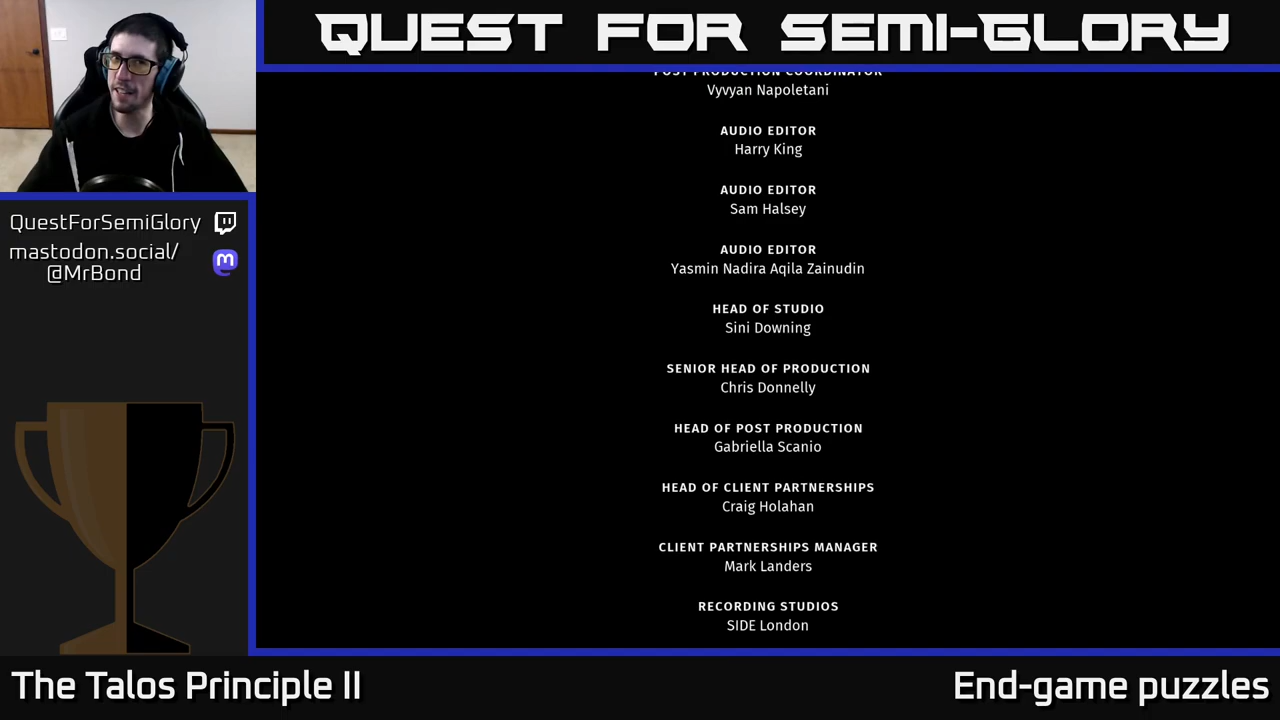 QUEST FOR SEMI-GLORY
QuestForSemiGlory
mastodon.social/
@MrBond
POST PRODUCTION COORDINATOR
Vyvyan Napoletani
AUDIO EDITOR
Harry King
AUDIO EDITOR
Sam Halsey
AUDIO EDITOR
Yasmin Nadira Aqila Zainudin
HEAD OF STUDIO
Sini Downing
SENIOR HEAD OF PRODUCTION
Chris Donnelly
HEAD OF POST PRODUCTION
Gabriella Scanio
HEAD OF CLIENT PARTNERSHIPS
Craig Holahan
CLIENT PARTNERSHIPS MANAGER
Mark Landers
RECORDING STUDIOS
SIDE London
The Talos Principle II
End-game puzzles